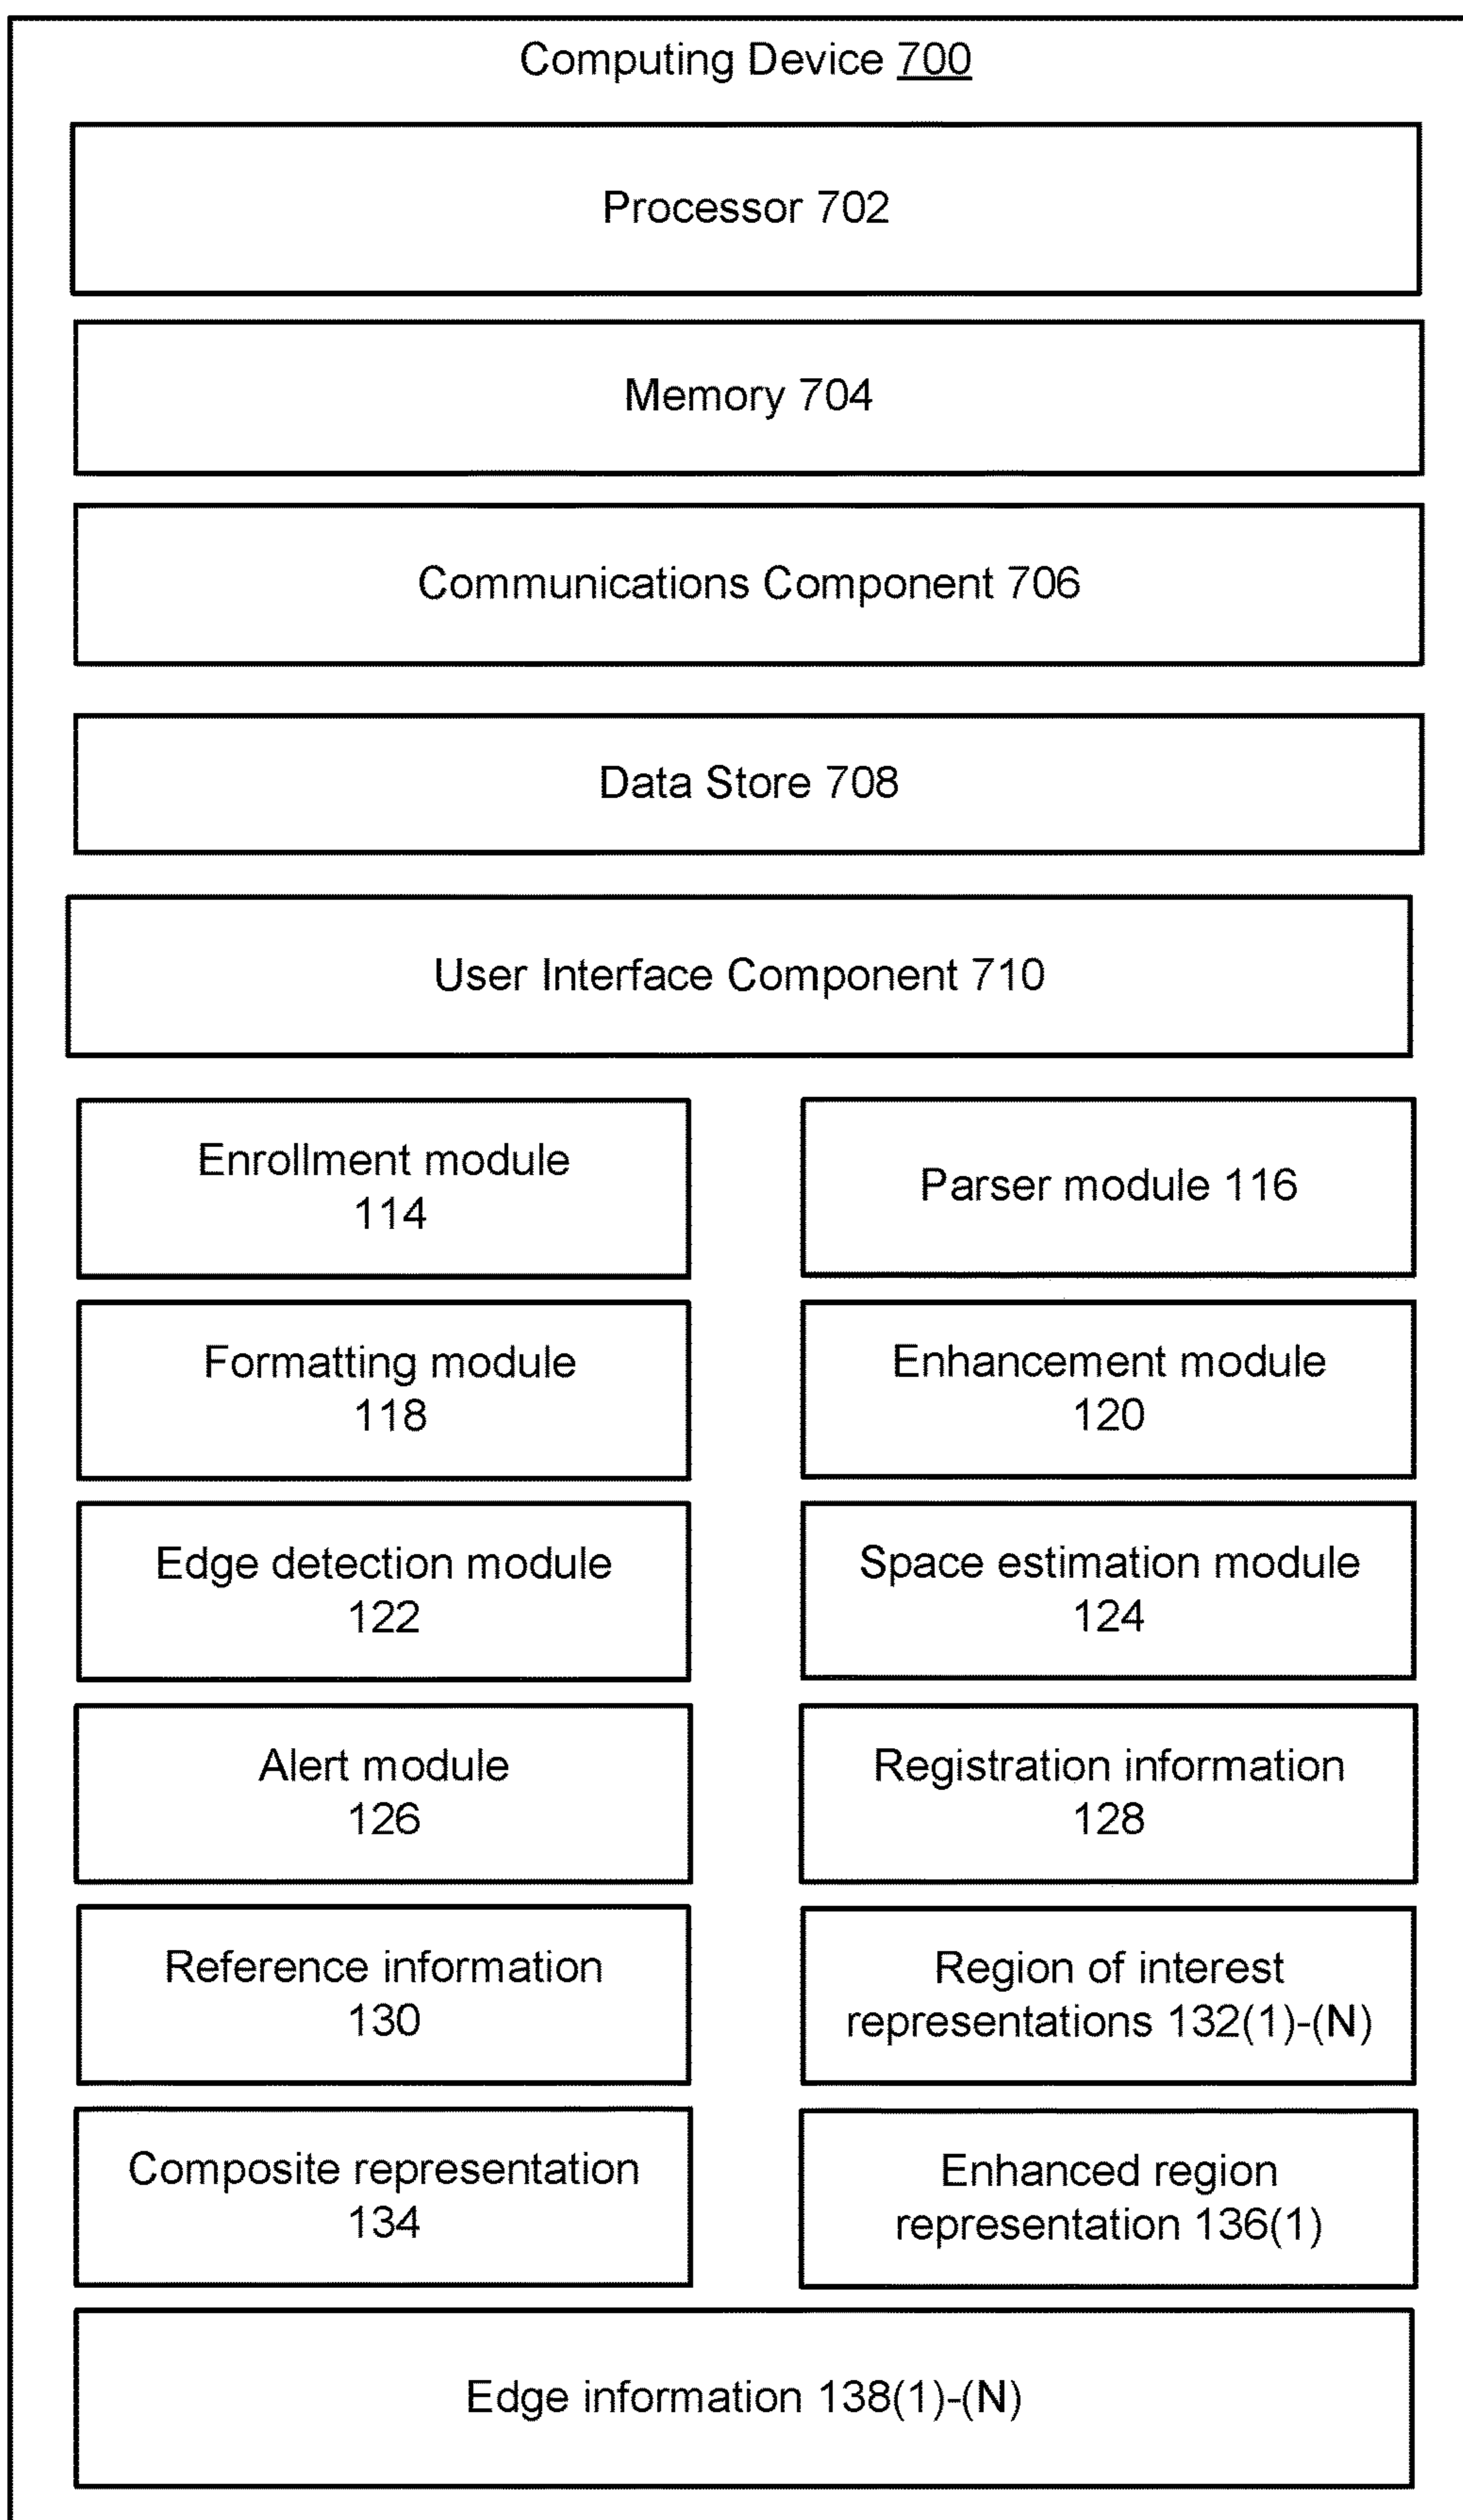 Computing Device 700
Processor 702
Memory 704
Communications Component 706
Data Store 708
User Interface Component 710
Enrollment module
114
Parser module 116
Formatting module
118
Enhancement module
120
Edge detection module
122
Space estimation module
124
Alert module
126
Registration information
128
Reference information
130
Region of interest
representations 132(1)-(N)
Composite representation
134
Enhanced region
representation 136(1)
Edge information 138(1)-(N)